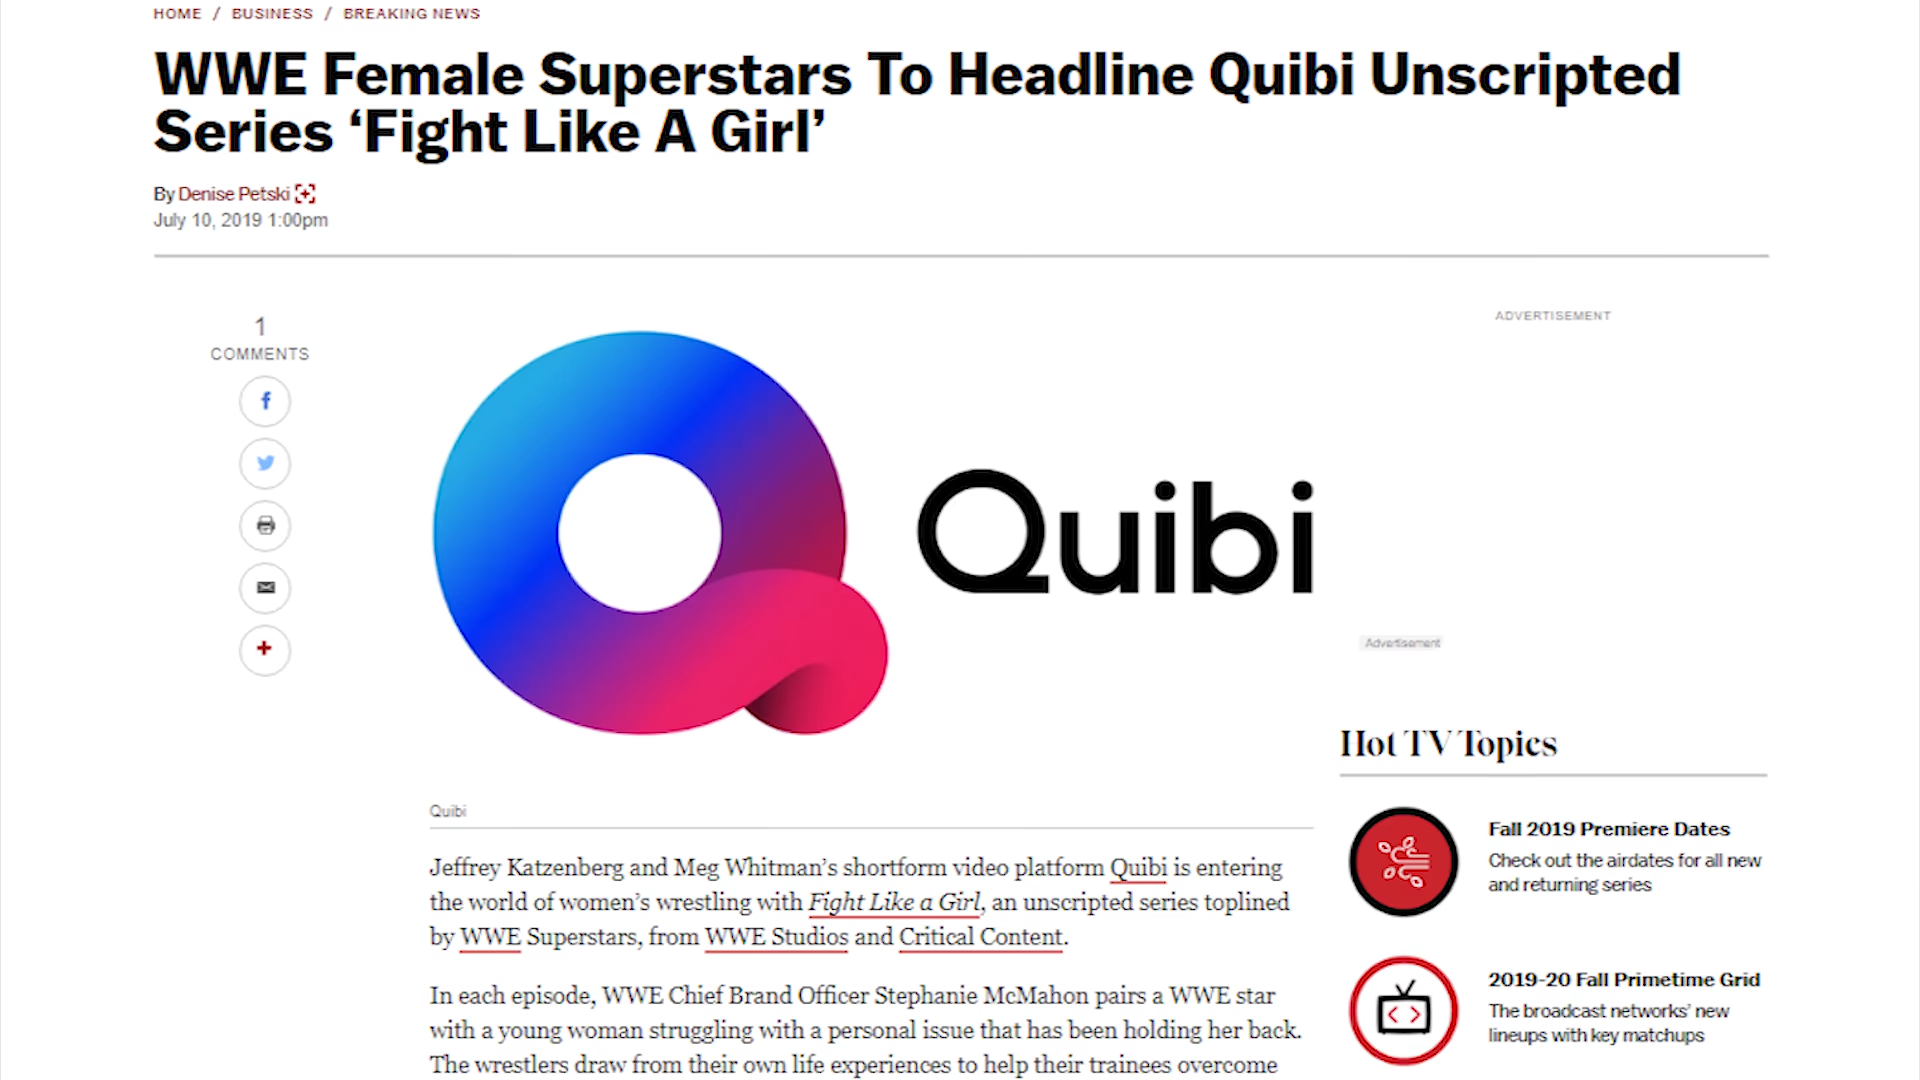 HOME / BUSINESS / BREAKING NEWS
WWE Female Superstars To Headline Quibi Unscripted
Series ‘Fight Like A Girl’
By Denise Petski
July 10, 2019 1:00pm
1
COMMENTS
ADVERTISEMENT
Quibi
Advertisement
Quibi
Jeffrey Katzenberg and Meg Whitman’s shortform video platform Quibi is entering
the world of women’s wrestling with Fight Like a Girl, an unscripted series toplined
by WWE Superstars, from WWE Studios and Critical Content.
In each episode, WWE Chief Brand Officer Stephanie McMahon pairs a WWE star
with a young woman struggling with a personal issue that has been holding her back.
The wrestlers draw from their own life experiences to help their trainees overcome
Hot TV Topics
Fall 2019 Premiere Dates
Check out the airdates for all new
and returning series
2019-20 Fall Primetime Grid
The broadcast networks’ new
lineups with key matchups